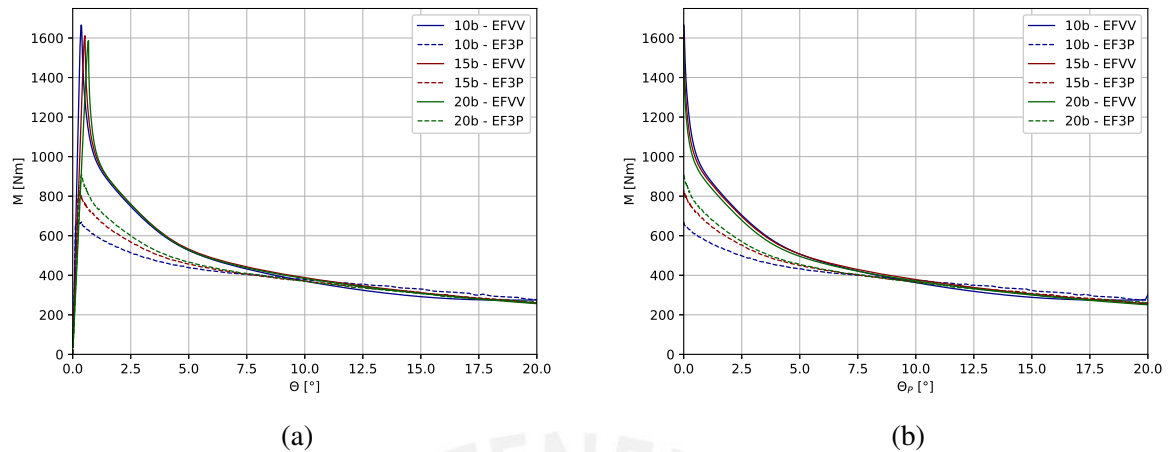 M [Nm]
1600
1400
1200
1000
800
600
400
200
0
0.0 2.5 5.0 7.5 10.0 12.5 15.0 17.5 20.0
Θ [°]
10b - EFVV
10b - EF3P
15b - EFVV
15b - EF3P
20b - EFVV
20b - EF3P
(a)
M [Nm]
1600
1400
1200
1000
800
600
400
200
0
0.0 2.5 5.0 7.5 10.0 12.5 15.0 17.5 20.0
Θ_P [°]
10b - EFVV
10b - EF3P
15b - EFVV
15b - EF3P
20b - EFVV
20b - EF3P
(b)